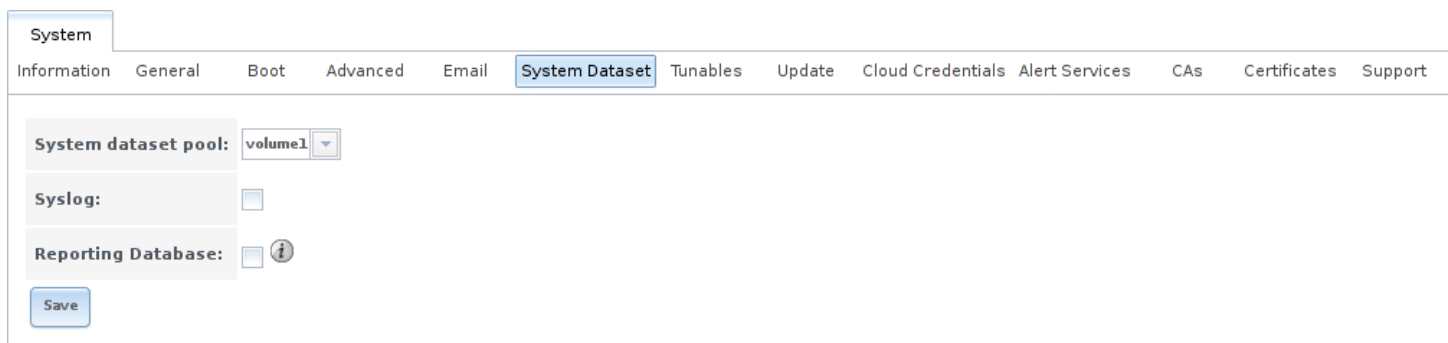 System
Information General Boot Advanced Email System Dataset Tunables Update Cloud Credentials Alert Services CAs Certificates Support
System dataset pool: volume1
Syslog:
Reporting Database: i
Save